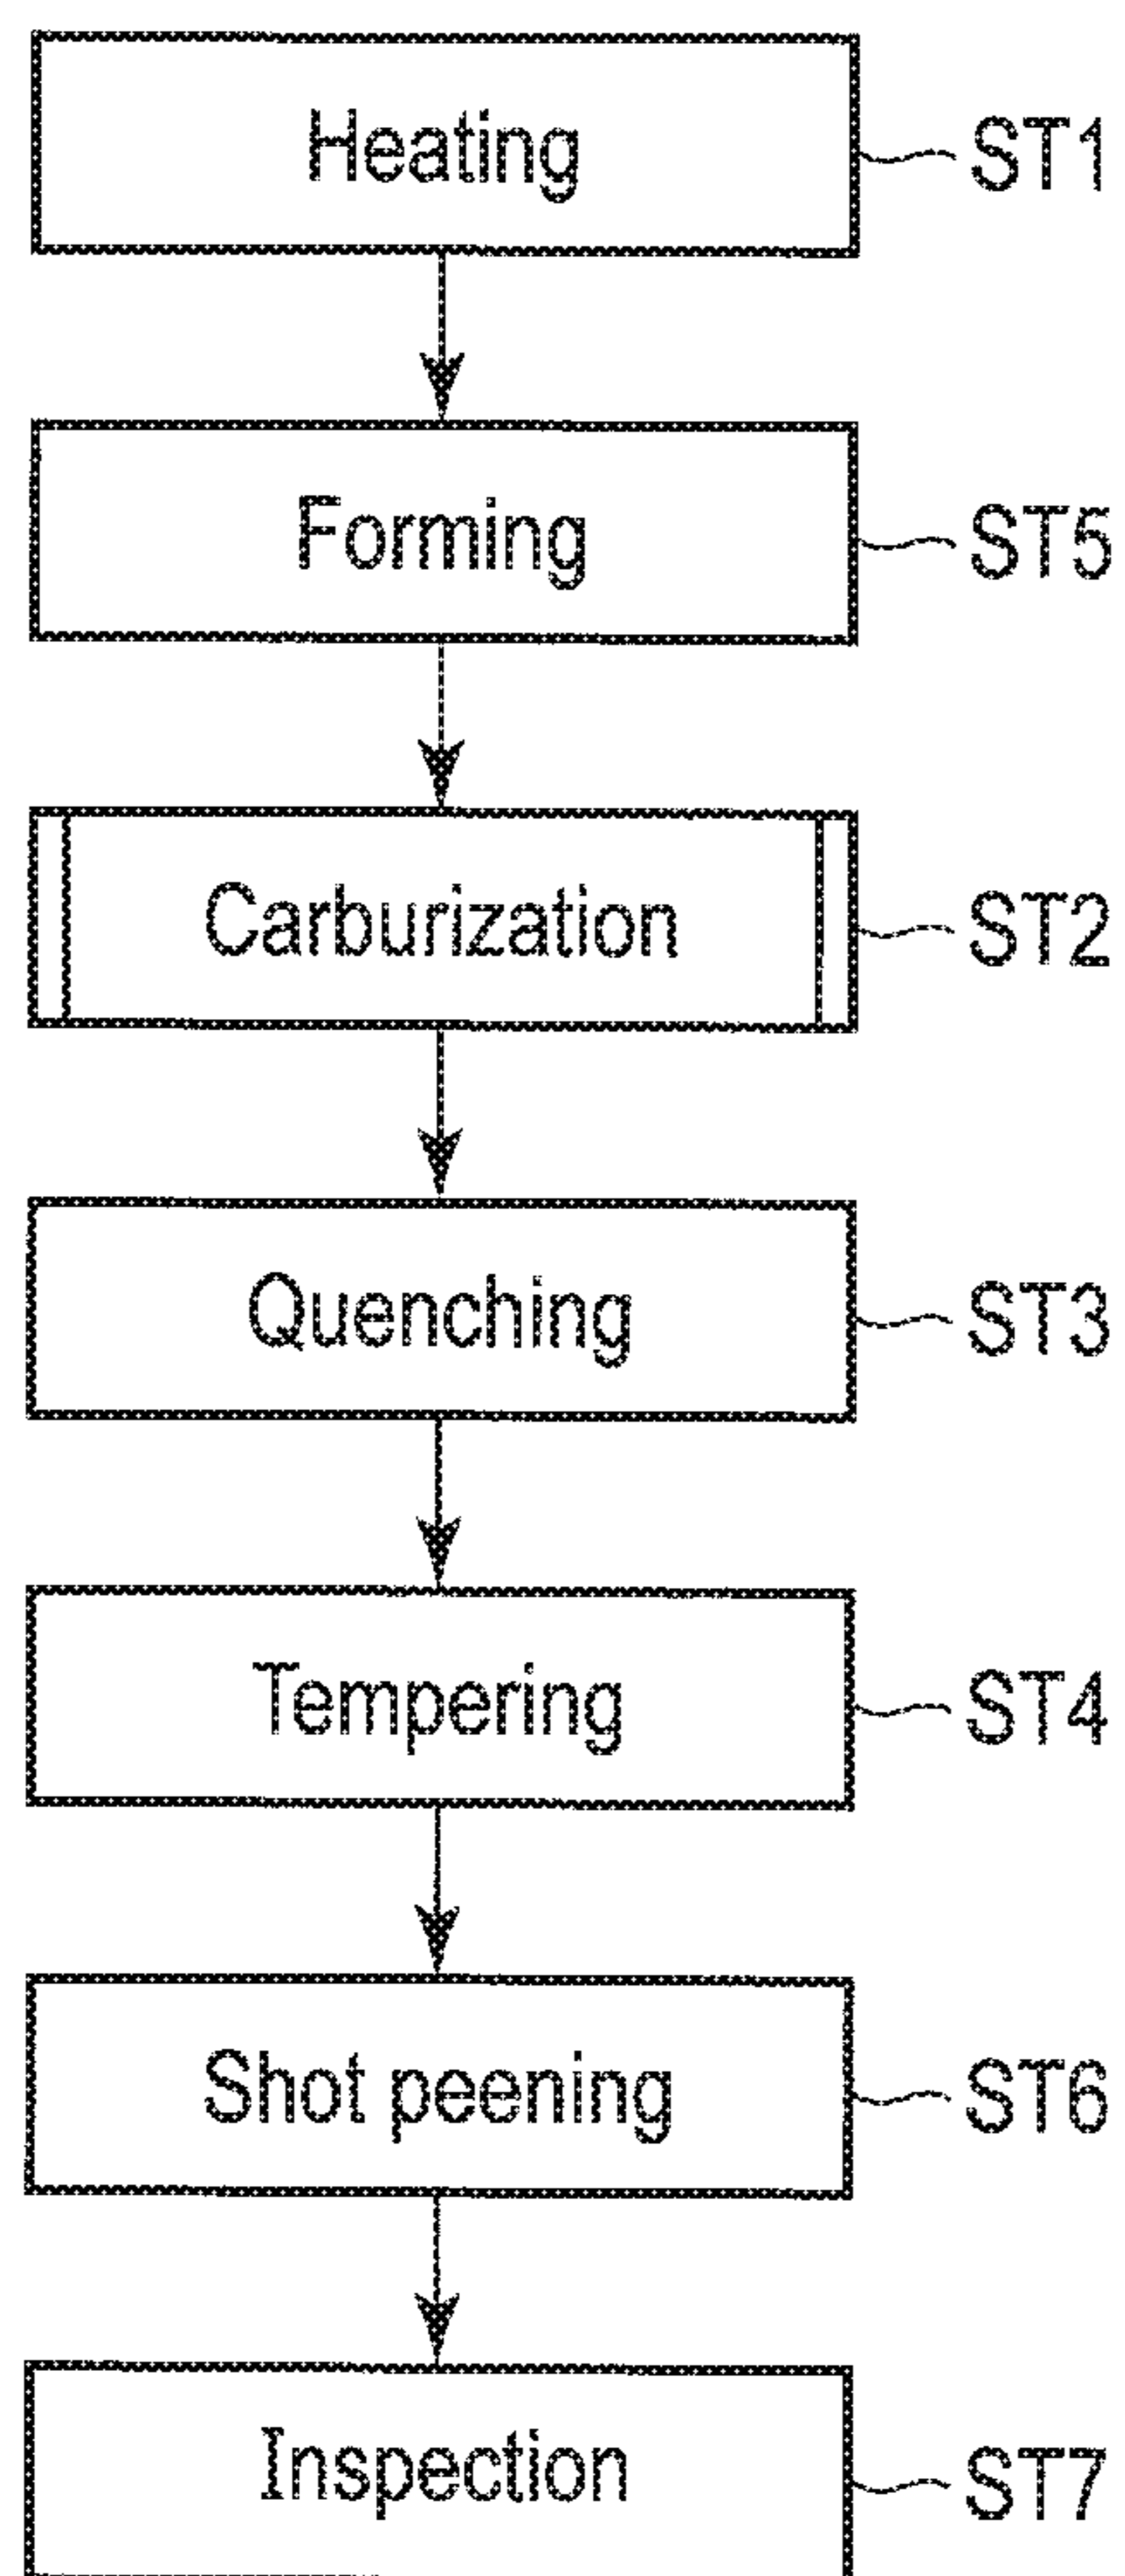 Heating ST1
Forming ST5
Carburization ST2
Quenching ST3
Tempering ST4
Shot peening ST6
Inspection ST7